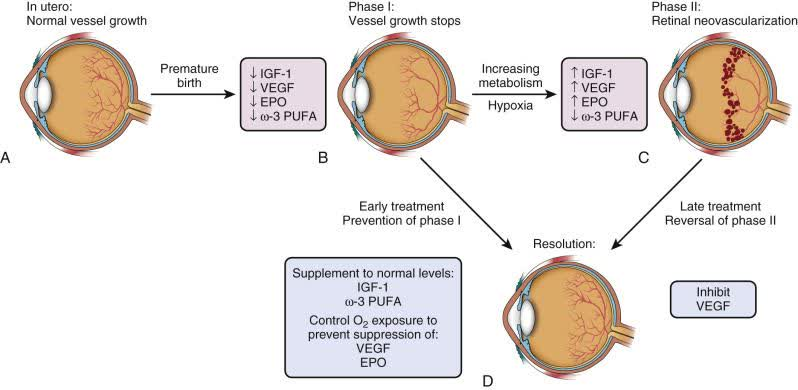 In utero:
Normal vessel growth
Phase I:
Vessel growth stops
Phase II:
Retinal neovascularization
Premature
birth
↓ IGF-1
↓ VEGF
↓ EPO
↓ ω-3 PUFA
Increasing
metabolism
Hypoxia
↑ IGF-1
↑ VEGF
↑ EPO
↓ ω-3 PUFA
A
B
C
Early treatment
Prevention of phase I
Late treatment
Reversal of phase II
Resolution:
Supplement to normal levels:
IGF-1
ω-3 PUFA
Control O₂ exposure to
prevent suppression of:
VEGF
EPO
Inhibit
VEGF
D